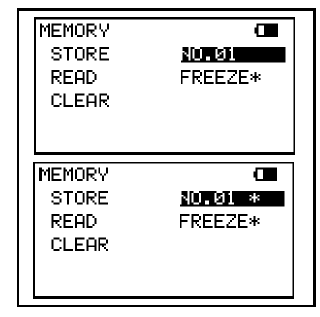 MEMORY
STORE NO.01
READ FREEZE*
CLEAR
MEMORY
STORE NO.01 *
READ FREEZE*
CLEAR